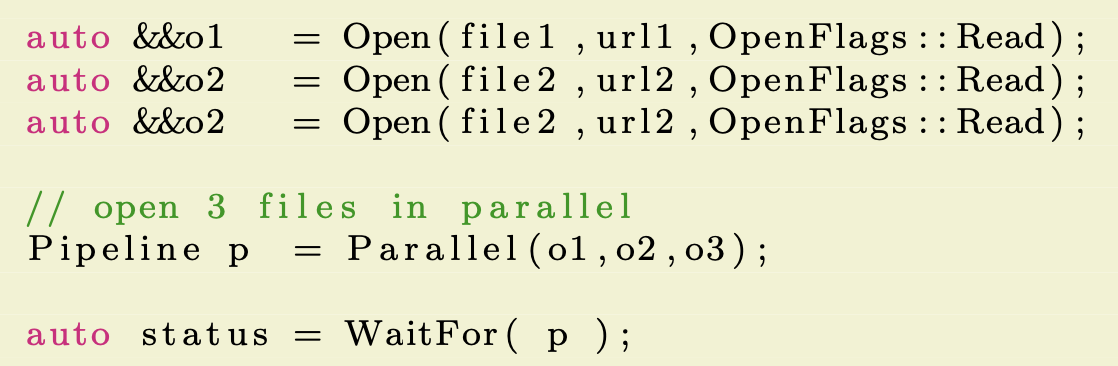 auto &&o1 = Open(file1,url1,OpenFlags::Read);
auto &&o2 = Open(file2,url2,OpenFlags::Read);
auto &&o2 = Open(file2,url2,OpenFlags::Read);
// open 3 files in parallel
Pipeline p = Parallel(o1,o2,o3);
auto status = WaitFor( p );